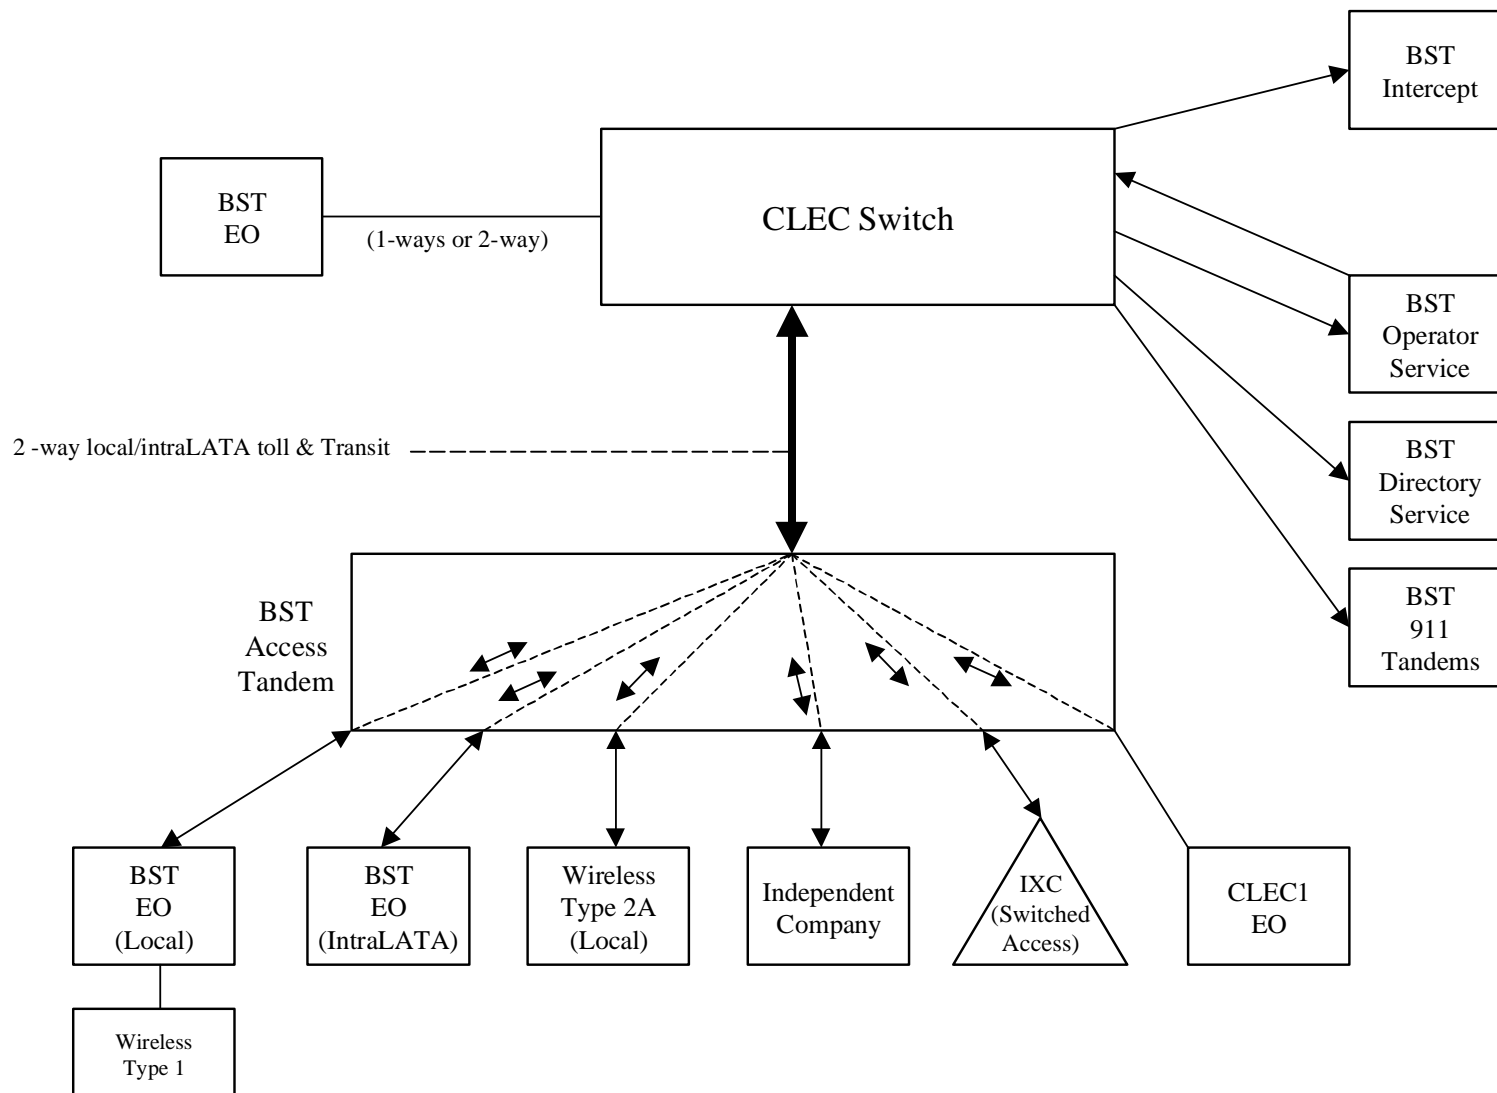 BST
Intercept
BST
EO
(1-ways or 2-way)
CLEC Switch
BST
Operator
Service
2 -way local/intraLATA toll & Transit
BST
Directory
Service
BST
Access
Tandem
BST
911
Tandems
BST
EO
(Local)
BST
EO
(IntraLATA)
Wireless
Type 2A
(Local)
Independent
Company
IXC
(Switched
Access)
CLEC1
EO
Wireless
Type 1